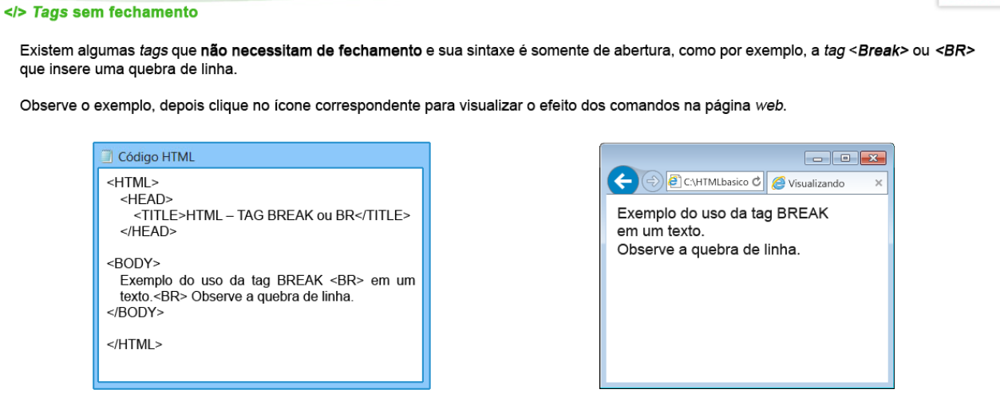 </> Tags sem fechamento
Existem algumas tags que não necessitam de fechamento e sua sintaxe é somente de abertura, como por exemplo, a tag <Break> ou <BR>
que insere uma quebra de linha.
Observe o exemplo, depois clique no ícone correspondente para visualizar o efeito dos comandos na página web.
Código HTML
<HTML>
<HEAD>
<TITLE>HTML – TAG BREAK ou BR</TITLE>
</HEAD>
<BODY>
Exemplo do uso da tag BREAK <BR> em um
texto.<BR> Observe a quebra de linha.
</BODY>
</HTML>
C:\HTMLbasico
Visualizando
Exemplo do uso da tag BREAK
em um texto.
Observe a quebra de linha.